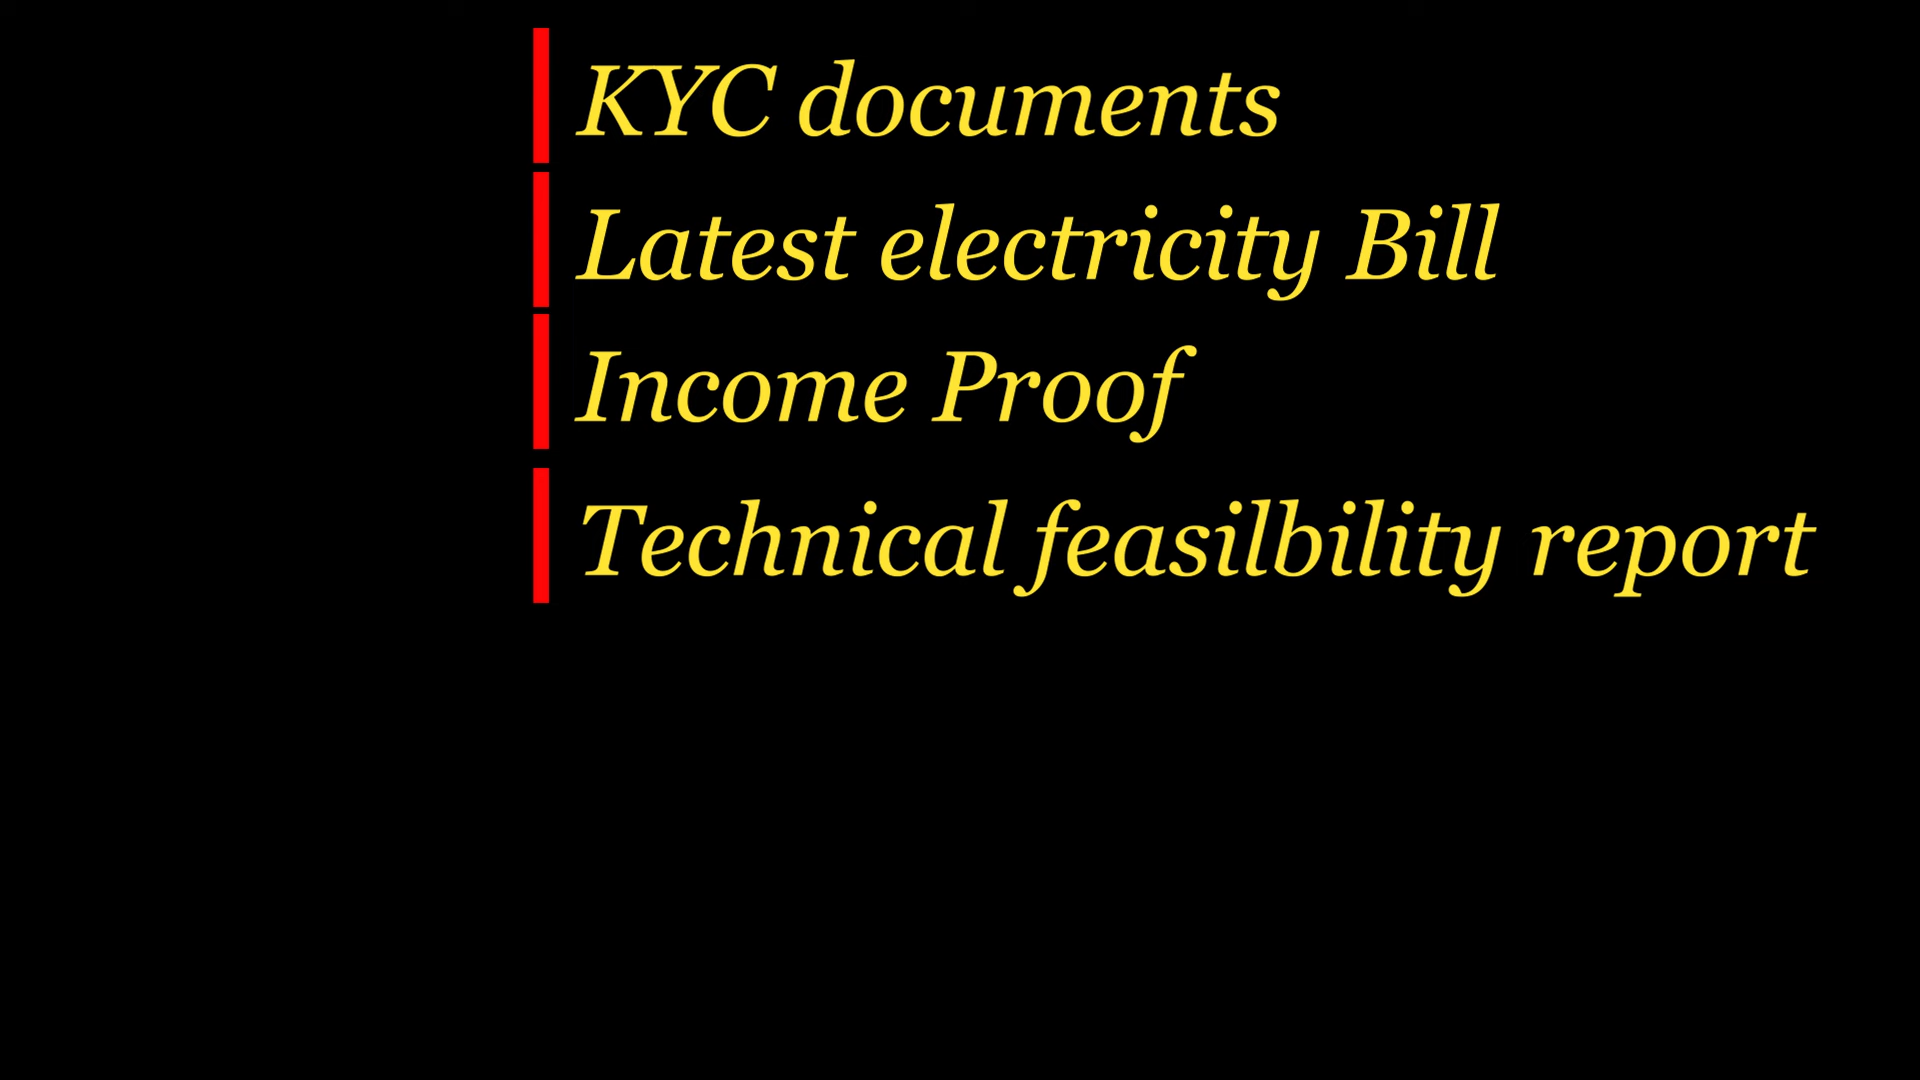 KYC documents
Latest electricity Bill
Income Proof
Technical feasilbility report